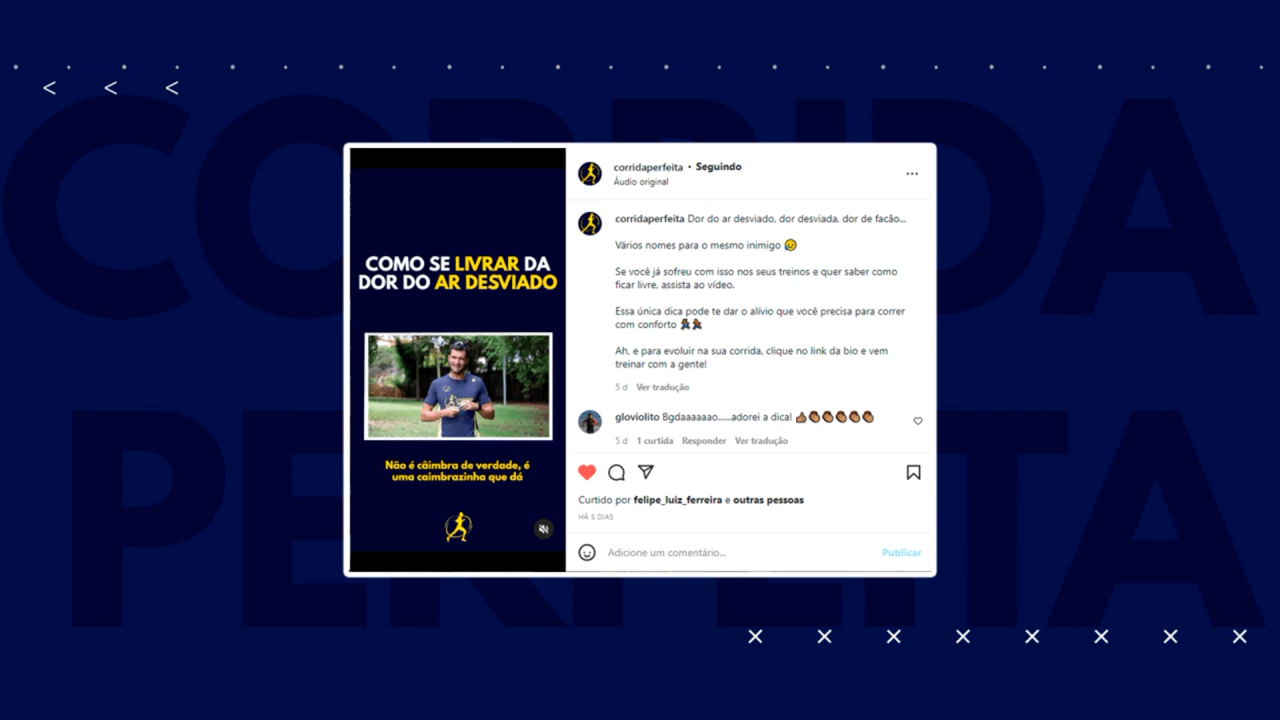 CORRIDA
PERFEITA
< < <
COMO SE LIVRAR DA
DOR DO AR DESVIADO
Não é câimbra de verdade, é
uma caimbrazinha que dá
corridaperfeita • Seguindo
Áudio original
corridaperfeita Dor do ar desviado, dor desviada, dor de facão...
Vários nomes para o mesmo inimigo 🤕
Se você já sofreu com isso nos seus treinos e quer saber como
ficar livre, assista ao vídeo.
Essa única dica pode te dar o alívio que você precisa para correr
com conforto
Ah, e para evoluir na sua corrida, clique no link da bio e vem
treinar com a gente!
5 d Ver tradução
gloviolito Bgdaaaaaao.....adorei a dica! 👍🏽👏🏽👏🏽👏🏽👏🏽👏🏽
5 d 1 curtida Responder Ver tradução
Curtido por felipe_luiz_ferreira e outras pessoas
HÁ 5 DIAS
Adicione um comentário...
Publicar
× × × × × × × ×